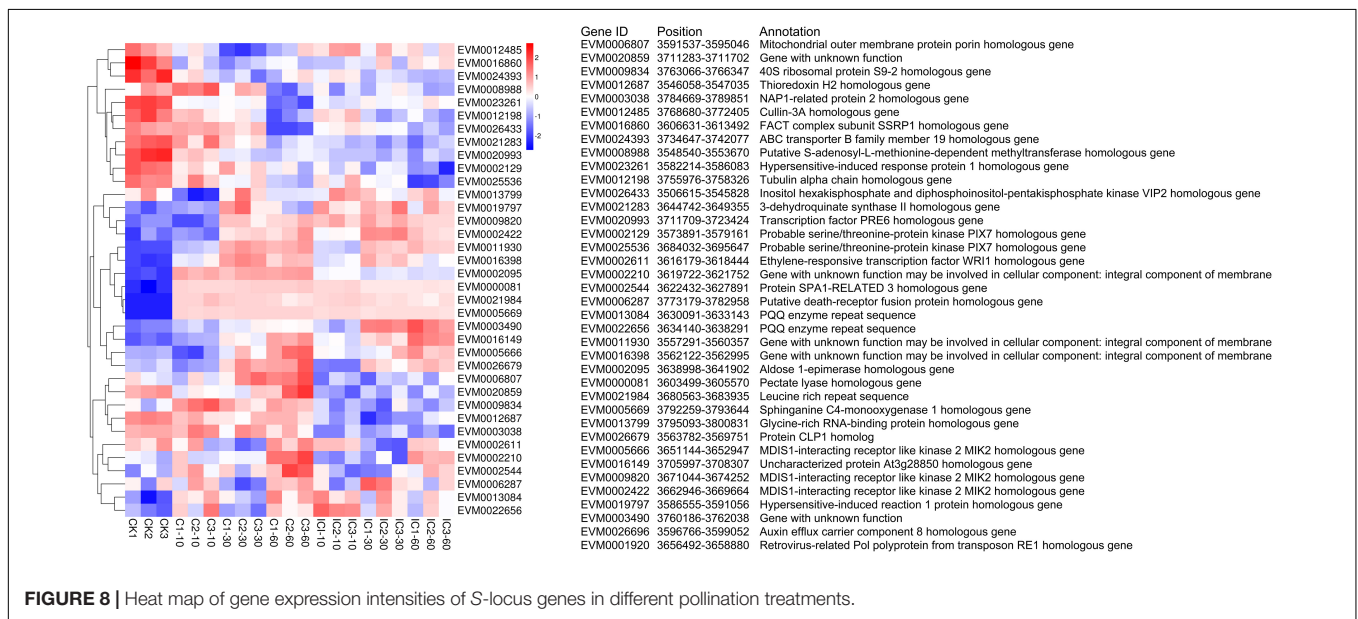 EVM0012485
EVM0016860
EVM0024393
EVM0008988
EVM0023261
EVM0012198
EVM0026433
EVM0021283
EVM0020993
EVM0002129
EVM0025536
EVM0013799
EVM0019797
EVM0009820
EVM0002422
EVM0011930
EVM0016398
EVM0002095
EVM0000081
EVM0021984
EVM0005669
EVM0003490
EVM0016149
EVM0005666
EVM0026679
EVM0006807
EVM0020859
EVM0009834
EVM0012687
EVM0003038
EVM0002611
EVM0002210
EVM0002544
EVM0006287
EVM0013084
EVM0022656
CK1
CK2
CK3
C1-10
C2-10
C3-10
C1-30
C2-30
C3-30
C1-60
C2-60
C3-60
ICI-10
IC2-10
IC3-10
IC1-30
IC2-30
IC3-30
IC1-60
IC2-60
IC3-60
2
1
0
-1
-2
Gene ID Position Annotation
EVM0006807 3591537-3595046 Mitochondrial outer membrane protein porin homologous gene
EVM0020859 3711283-3711702 Gene with unknown function
EVM0009834 3763066-3766347 40S ribosomal protein S9-2 homologous gene
EVM0012687 3546058-3547035 Thioredoxin H2 homologous gene
EVM0003038 3784669-3789851 NAP1-related protein 2 homologous gene
EVM0012485 3768680-3772405 Cullin-3A homologous gene
EVM0016860 3606631-3613492 FACT complex subunit SSRP1 homologous gene
EVM0024393 3734647-3742077 ABC transporter B family member 19 homologous gene
EVM0008988 3548540-3553670 Putative S-adenosyl-L-methionine-dependent methyltransferase homologous gene
EVM0023261 3582214-3586083 Hypersensitive-induced response protein 1 homologous gene
EVM0012198 3755976-3758326 Tubulin alpha chain homologous gene
EVM0026433 3506615-3545828 Inositol hexakisphosphate and diphosphoinositol-pentakisphosphate kinase VIP2 homologous gene
EVM0021283 3644742-3649355 3-dehydroquinate synthase II homologous gene
EVM0020993 3711709-3723424 Transcription factor PRE6 homologous gene
EVM0002129 3573891-3579161 Probable serine/threonine-protein kinase PIX7 homologous gene
EVM0025536 3684032-3695647 Probable serine/threonine-protein kinase PIX7 homologous gene
EVM0002611 3616179-3618444 Ethylene-responsive transcription factor WRI1 homologous gene
EVM0002210 3619722-3621752 Gene with unknown function may be involved in cellular component: integral component of membrane
EVM0002544 3622432-3627891 Protein SPA1-RELATED 3 homologous gene
EVM0006287 3773179-3782958 Putative death-receptor fusion protein homologous gene
EVM0013084 3630091-3633143 PQQ enzyme repeat sequence
EVM0022656 3634140-3638291 PQQ enzyme repeat sequence
EVM0011930 3557291-3560357 Gene with unknown function may be involved in cellular component: integral component of membrane
EVM0016398 3562122-3562995 Gene with unknown function may be involved in cellular component: integral component of membrane
EVM0002095 3638998-3641902 Aldose 1-epimerase homologous gene
EVM0000081 3603499-3605570 Pectate lyase homologous gene
EVM0021984 3680563-3683935 Leucine rich repeat sequence
EVM0005669 3792259-3793644 Sphinganine C4-monooxygenase 1 homologous gene
EVM0013799 3795093-3800831 Glycine-rich RNA-binding protein homologous gene
EVM0026679 3563782-3569751 Protein CLP1 homolog
EVM0005666 3651144-3652947 MDIS1-interacting receptor like kinase 2 MIK2 homologous gene
EVM0016149 3705997-3708307 Uncharacterized protein At3g28850 homologous gene
EVM0009820 3671044-3674252 MDIS1-interacting receptor like kinase 2 MIK2 homologous gene
EVM0002422 3662946-3669664 MDIS1-interacting receptor like kinase 2 MIK2 homologous gene
EVM0019797 3586555-3591056 Hypersensitive-induced reaction 1 protein homologous gene
EVM0003490 3760186-3762038 Gene with unknown function
EVM0026696 3596766-3599052 Auxin efflux carrier component 8 homologous gene
EVM0001920 3656492-3658880 Retrovirus-related Pol polyprotein from transposon RE1 homologous gene
FIGURE 8 | Heat map of gene expression intensities of S-locus genes in different pollination treatments.